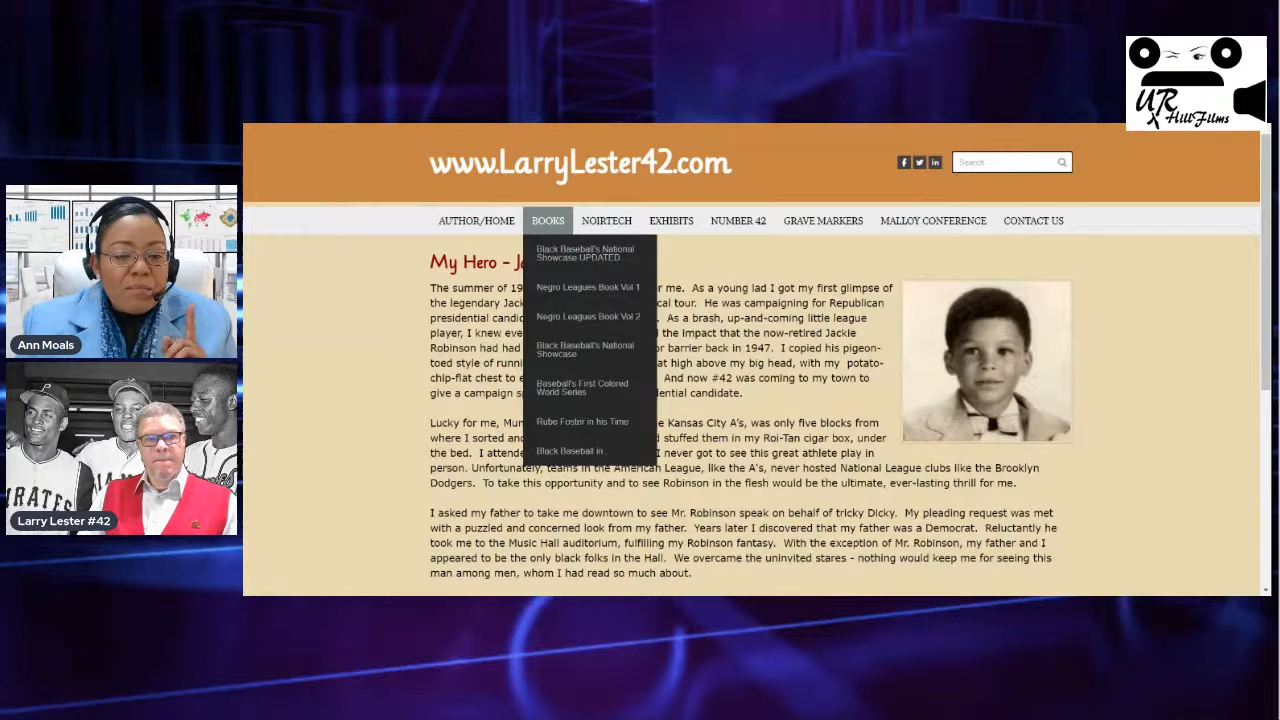 UR
HillFilms
www.LarryLester42.com
Search ...
AUTHOR/HOME BOOKS NOIRTECH EXHIBITS NUMBER 42 GRAVE MARKERS MALLOY CONFERENCE CONTACT US
Black Baseball's National
Showcase UPDATED ...
Negro Leagues Book Vol 1
Negro Leagues Book Vol 2
Black Baseball's National
Showcase
Baseball's First Colored
World Series
Rube Foster in his Time
Black Baseball in...
My Hero - Ja
The summer of 19 r me. As a young lad I got my first glimpse of
the legendary Jack cal tour. He was campaigning for Republican
presidential candid . As a brash, up-and-coming little league
player, I knew eve the impact that the now-retired Jackie
Robinson had had or barrier back in 1947. I copied his pigeon-
toed style of runni at high above my big head, with my potato-
chip-flat chest to e And now #42 was coming to my town to
give a campaign s dential candidate.
Lucky for me, Mun e Kansas City A's, was only five blocks from
where I sorted and d stuffed them in my Roi-Tan cigar box, under
the bed. I attende I never got to see this great athlete play in
person. Unfortunately, teams in the American League, like the A's, never hosted National League clubs like the Brooklyn
Dodgers. To take this opportunity and to see Robinson in the flesh would be the ultimate, ever-lasting thrill for me.
I asked my father to take me downtown to see Mr. Robinson speak on behalf of tricky Dicky. My pleading request was met
with a puzzled and concerned look from my father. Years later I discovered that my father was a Democrat. Reluctantly he
took me to the Music Hall auditorium, fulfilling my Robinson fantasy. With the exception of Mr. Robinson, my father and I
appeared to be the only black folks in the Hall. We overcame the uninvited stares - nothing would keep me for seeing this
man among men, whom I had read so much about.
Ann Moals
IRATES
Larry Lester #42